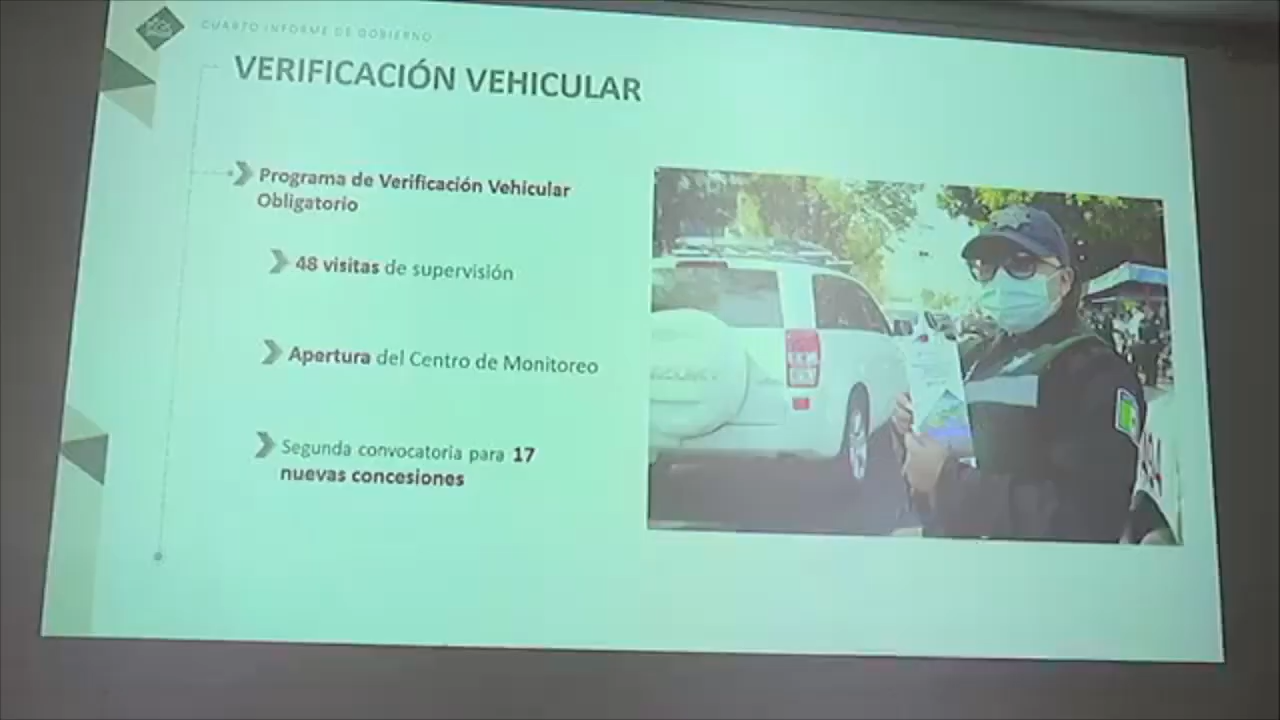 CUARTO INFORME DE GOBIERNO
VERIFICACIÓN VEHICULAR
Programa de Verificación Vehicular
Obligatorio
48 visitas de supervisión
Apertura del Centro de Monitoreo
Segunda convocatoria para 17
nuevas concesiones